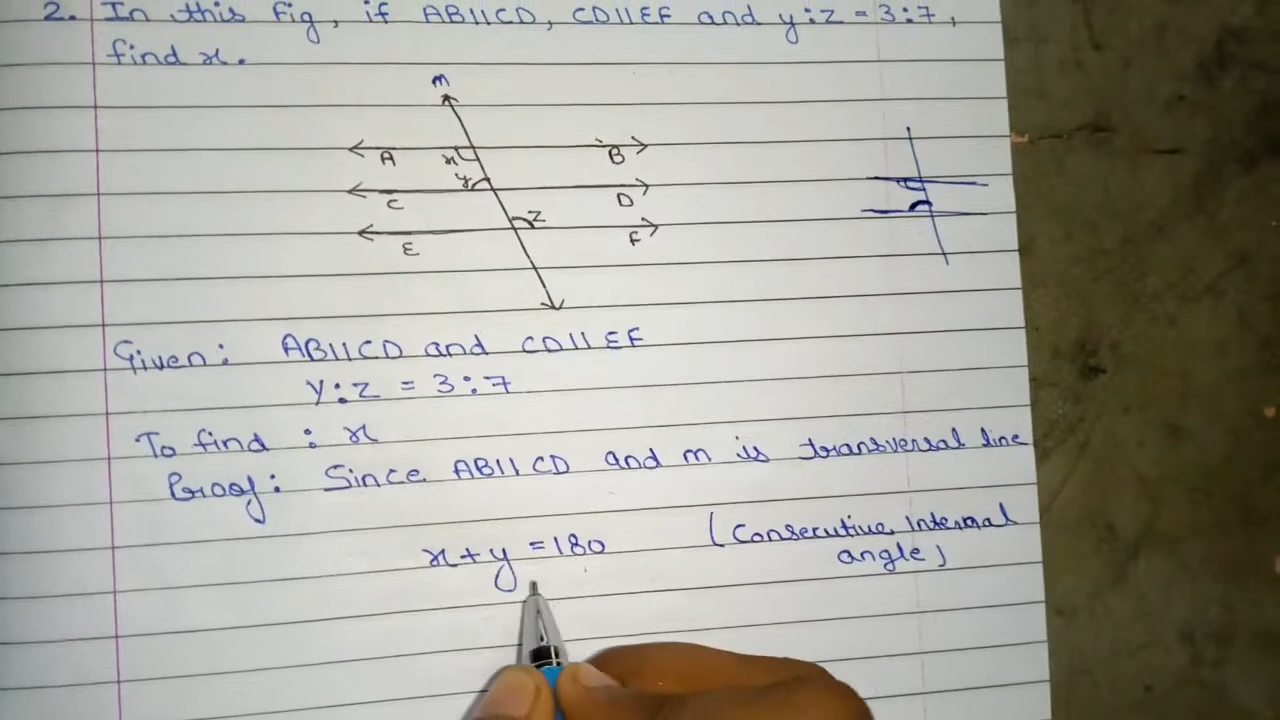 2. In this fig, if AB||CD, CD||EF and y:z = 3:7,
find x.
m
A
x
B
y
C
D
z
E
F
Given: AB||CD and CD||EF
y:z = 3:7
To find : x
Proof: Since AB||CD and m is transversal line
x+y =180 (Consecutive Internal
angle)